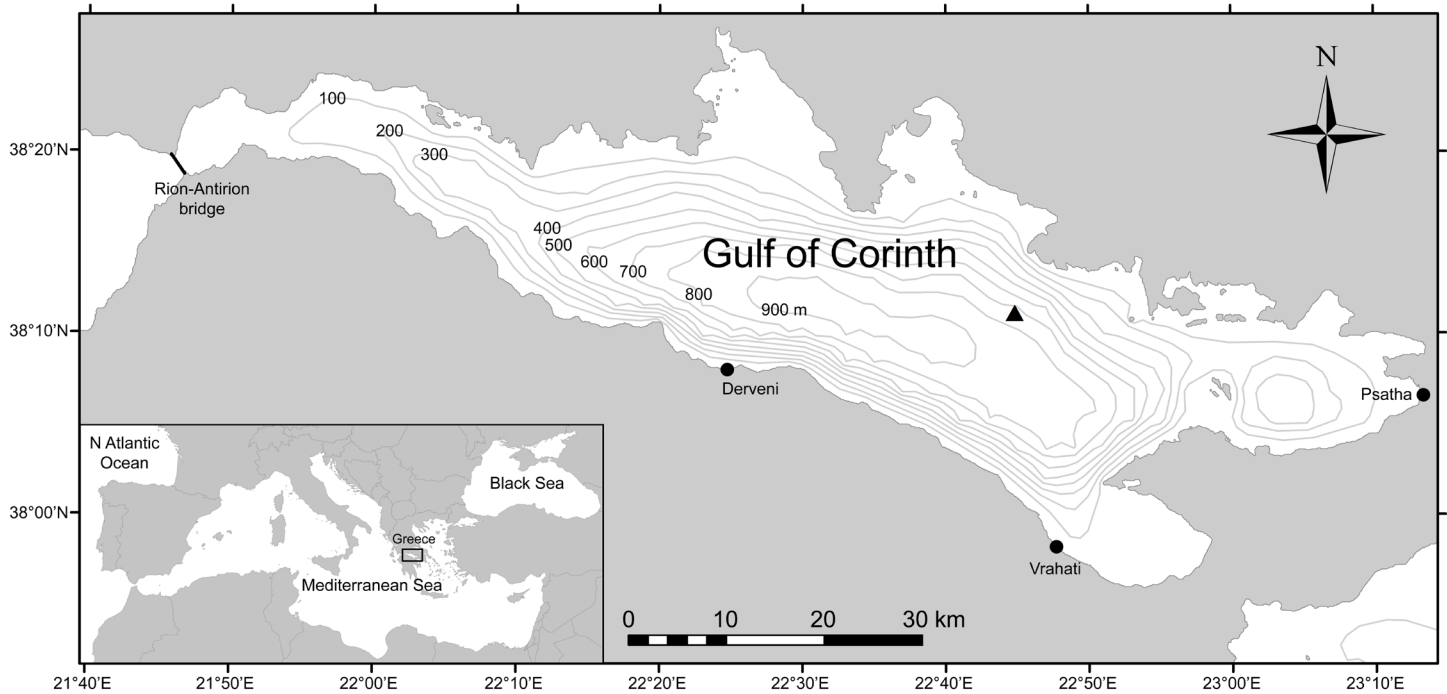 N
100
200
38°20'N
300
Rion-Antirion
bridge
400
500
Gulf of Corinth
600
700
800
900 m
38°10'N
Derveni
Psatha
N Atlantic
Ocean
Black Sea
38°00'N
Greece
Vrahati
Mediterranean Sea
0 10 20 30 km
21°40'E 21°50'E 22°00'E 22°10'E 22°20'E 22°30'E 22°40'E 22°50'E 23°00'E 23°10'E